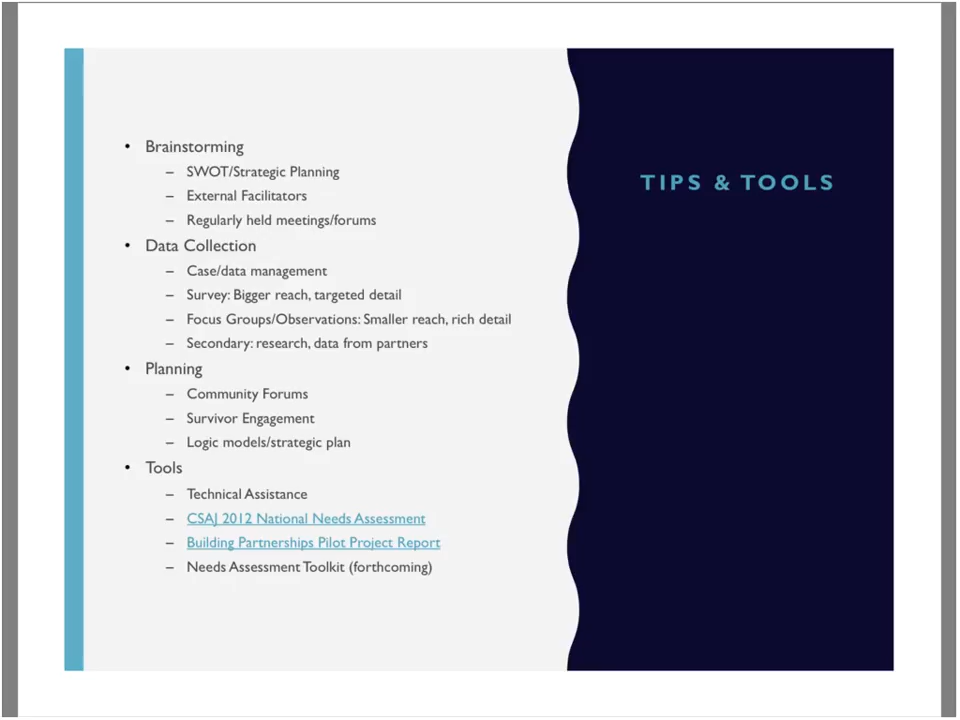 TIPS & TOOLS
• Brainstorming
– SWOT/Strategic Planning
– External Facilitators
– Regularly held meetings/forums
• Data Collection
– Case/data management
– Survey: Bigger reach, targeted detail
– Focus Groups/Observations: Smaller reach, rich detail
– Secondary: research, data from partners
• Planning
– Community Forums
– Survivor Engagement
– Logic models/strategic plan
• Tools
– Technical Assistance
– CSAJ 2012 National Needs Assessment
– Building Partnerships Pilot Project Report
– Needs Assessment Toolkit (forthcoming)